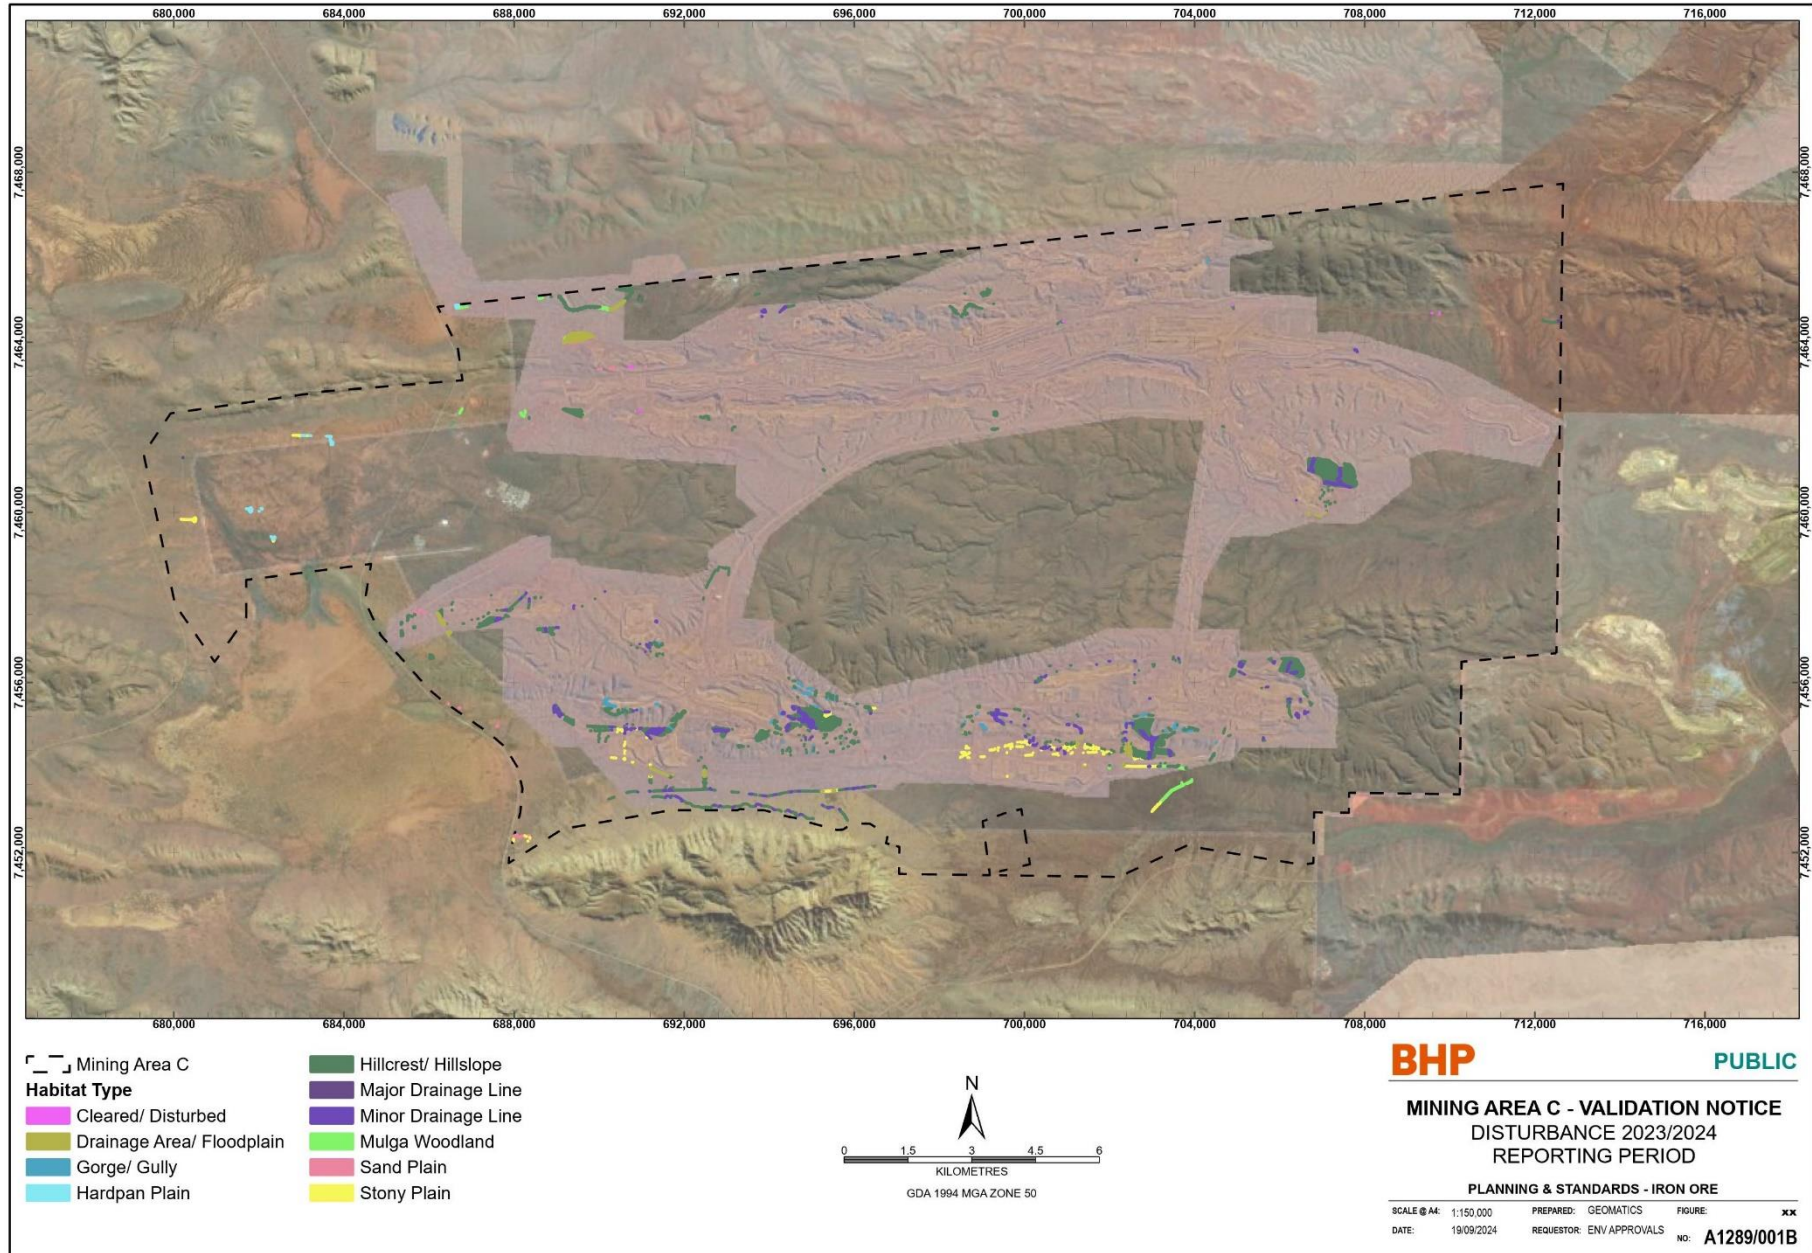 680,000 684,000 688,000 692,000 696,000 700,000 704,000 708,000 712,000 716,000
7,468,000 7,468,000
7,464,000 7,464,000
7,460,000 7,460,000
7,456,000 7,456,000
7,452,000 7,452,000
680,000 684,000 688,000 692,000 696,000 700,000 704,000 708,000 712,000 716,000
Mining Area C
Habitat Type
Cleared/ Disturbed
Drainage Area/ Floodplain
Gorge/ Gully
Hardpan Plain
Hillcrest/ Hillslope
Major Drainage Line
Minor Drainage Line
Mulga Woodland
Sand Plain
Stony Plain
N
0 1.5 3 4.5 6
KILOMETRES
GDA 1994 MGA ZONE 50
BHP PUBLIC
MINING AREA C - VALIDATION NOTICE
DISTURBANCE 2023/2024
REPORTING PERIOD
PLANNING & STANDARDS - IRON ORE
SCALE @ A4: 1:150,000 PREPARED: GEOMATICS FIGURE: xx
DATE: 19/09/2024 REQUESTOR: ENV APPROVALS NO: A1289/001B